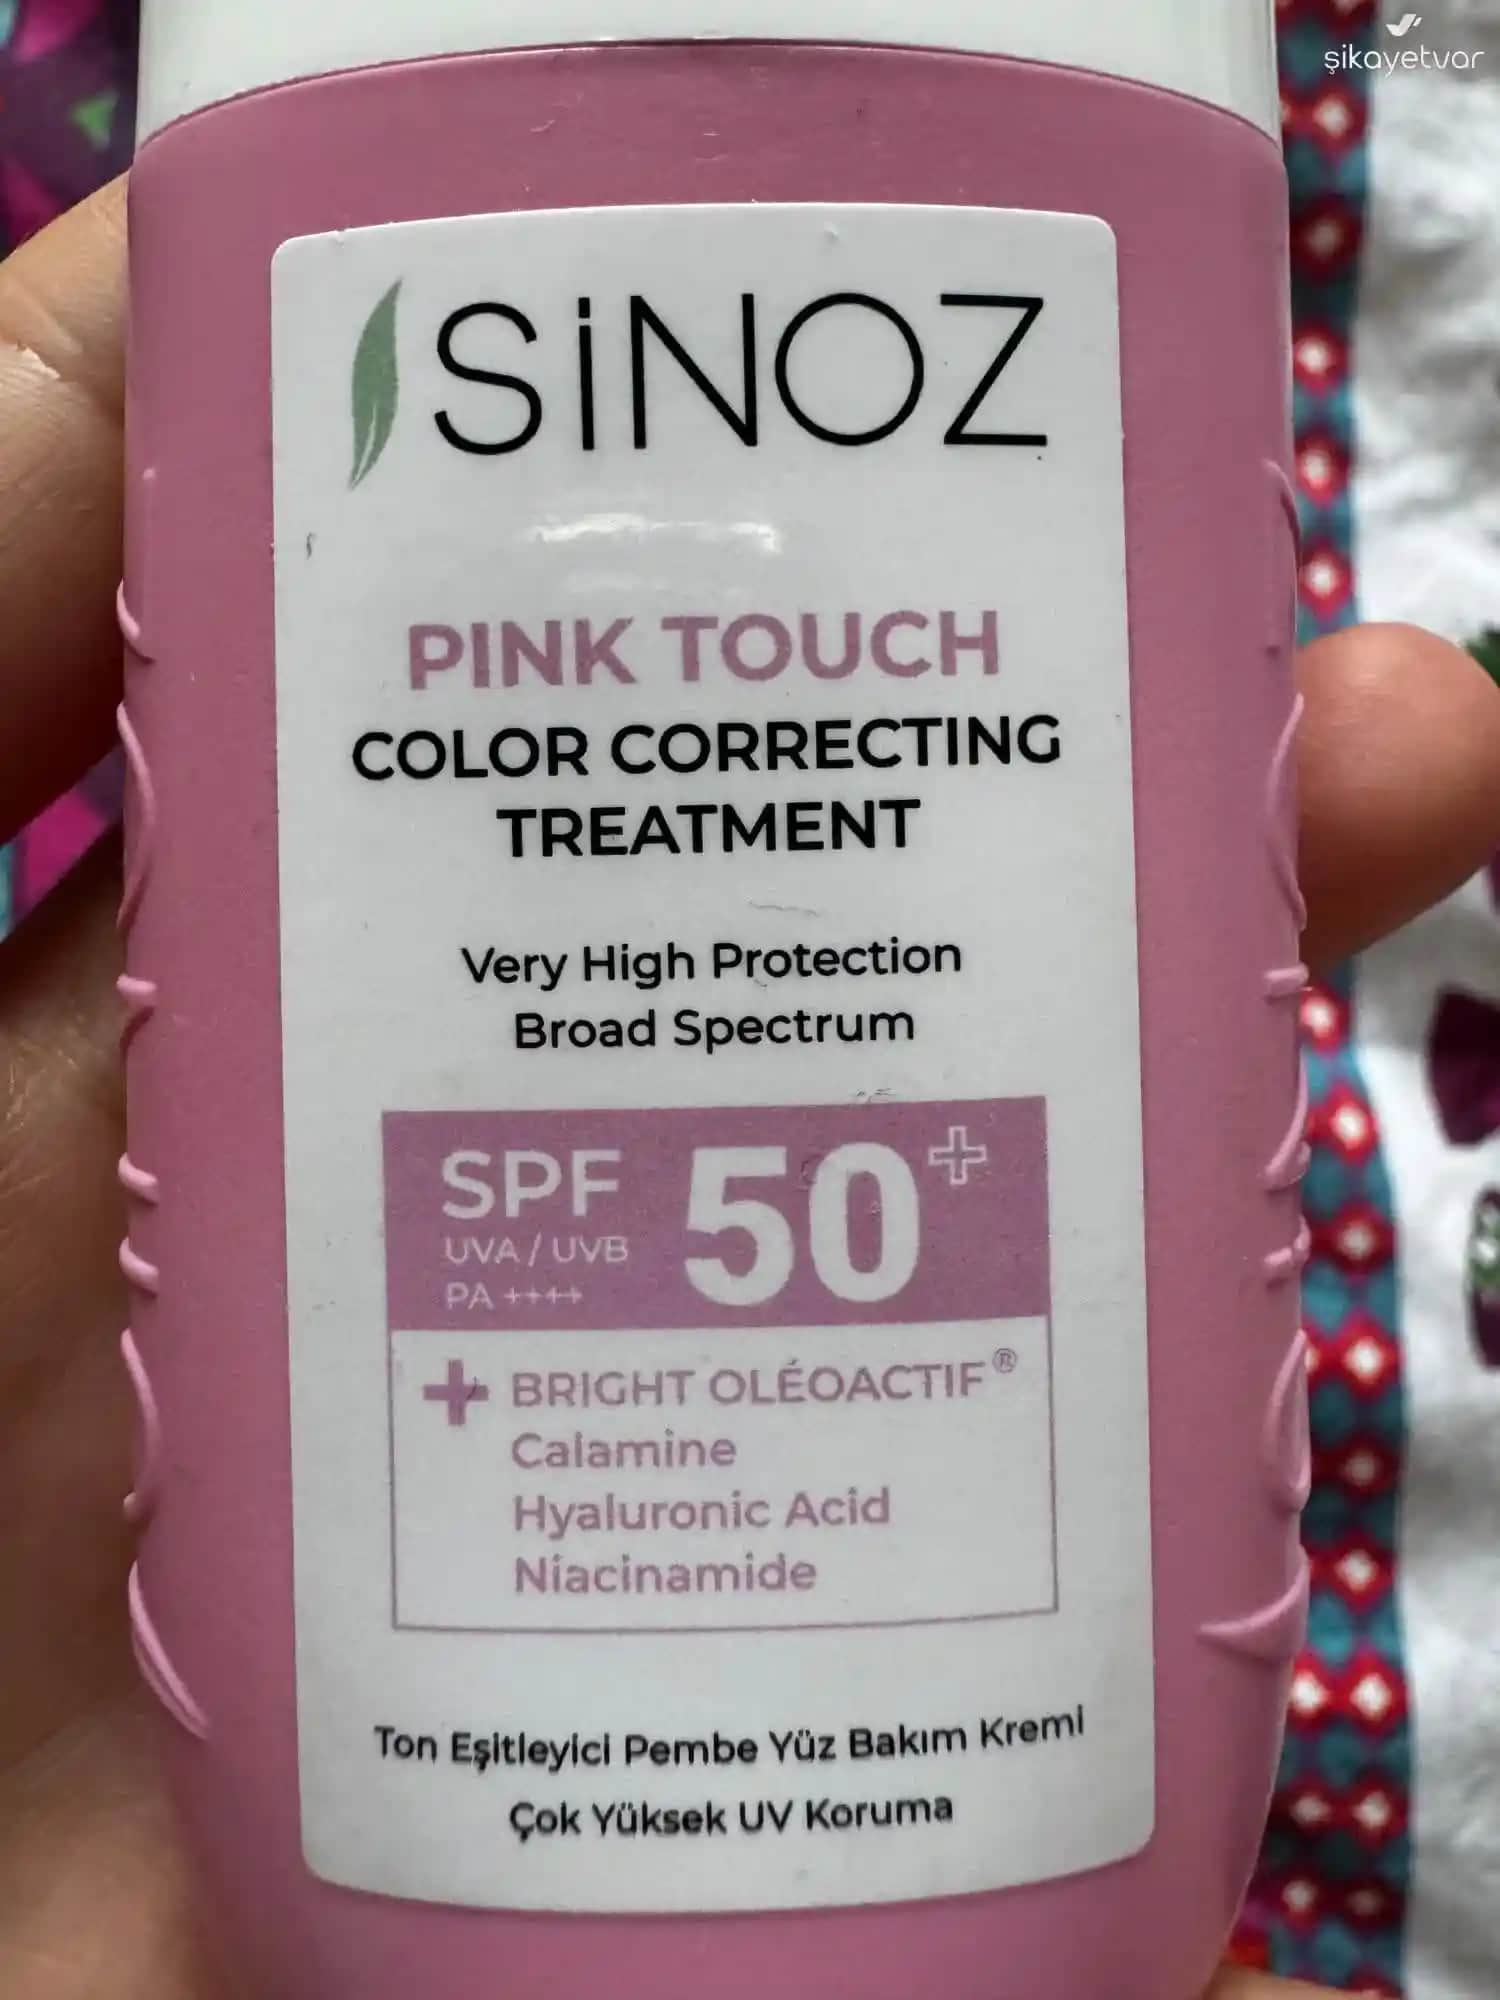 şikayetvar
SiNOZ
PINK TOUCH
COLOR CORRECTING
TREATMENT
Very High Protection
Broad Spectrum
SPF 50+
UVA / UVB
PA ++++
+ BRIGHT OLÉOACTIF®
Calamine
Hyaluronic Acid
Niacinamide
Ton Eşitleyici Pembe Yüz Bakım Kremi
Çok Yüksek UV Koruma